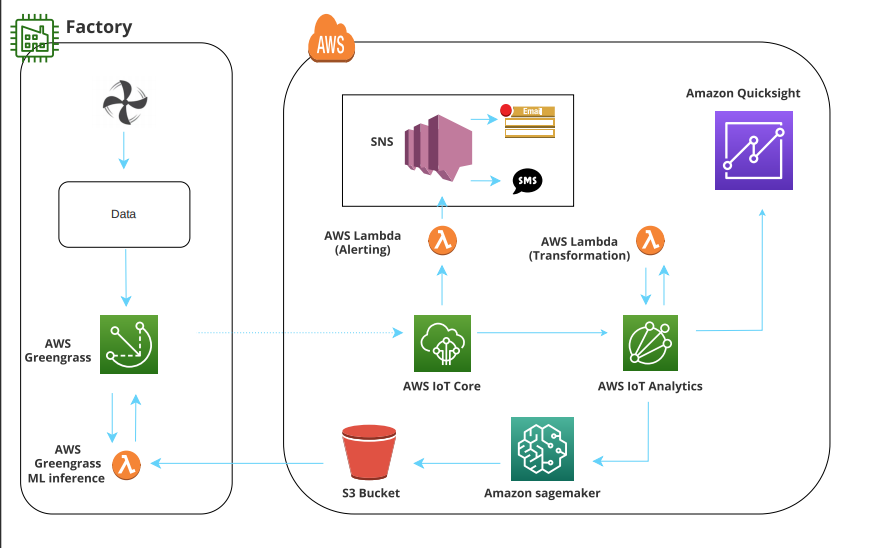 Factory
AWS
Amazon Quicksight
Email
SNS
SMS
Data
AWS Lambda
(Alerting)
AWS Lambda
(Transformation)
AWS
Greengrass
AWS IoT Core
AWS IoT Analytics
AWS
Greengrass
ML inference
S3 Bucket
Amazon sagemaker